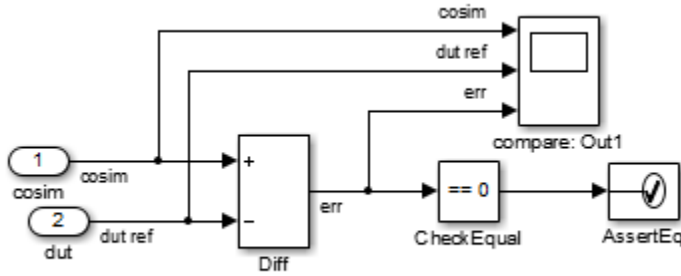 cosim
dut ref
err
compare: Out1
1
cosim
cosim
2
dut ref
dut
+
−
Diff
err
== 0
CheckEqual
AssertEq